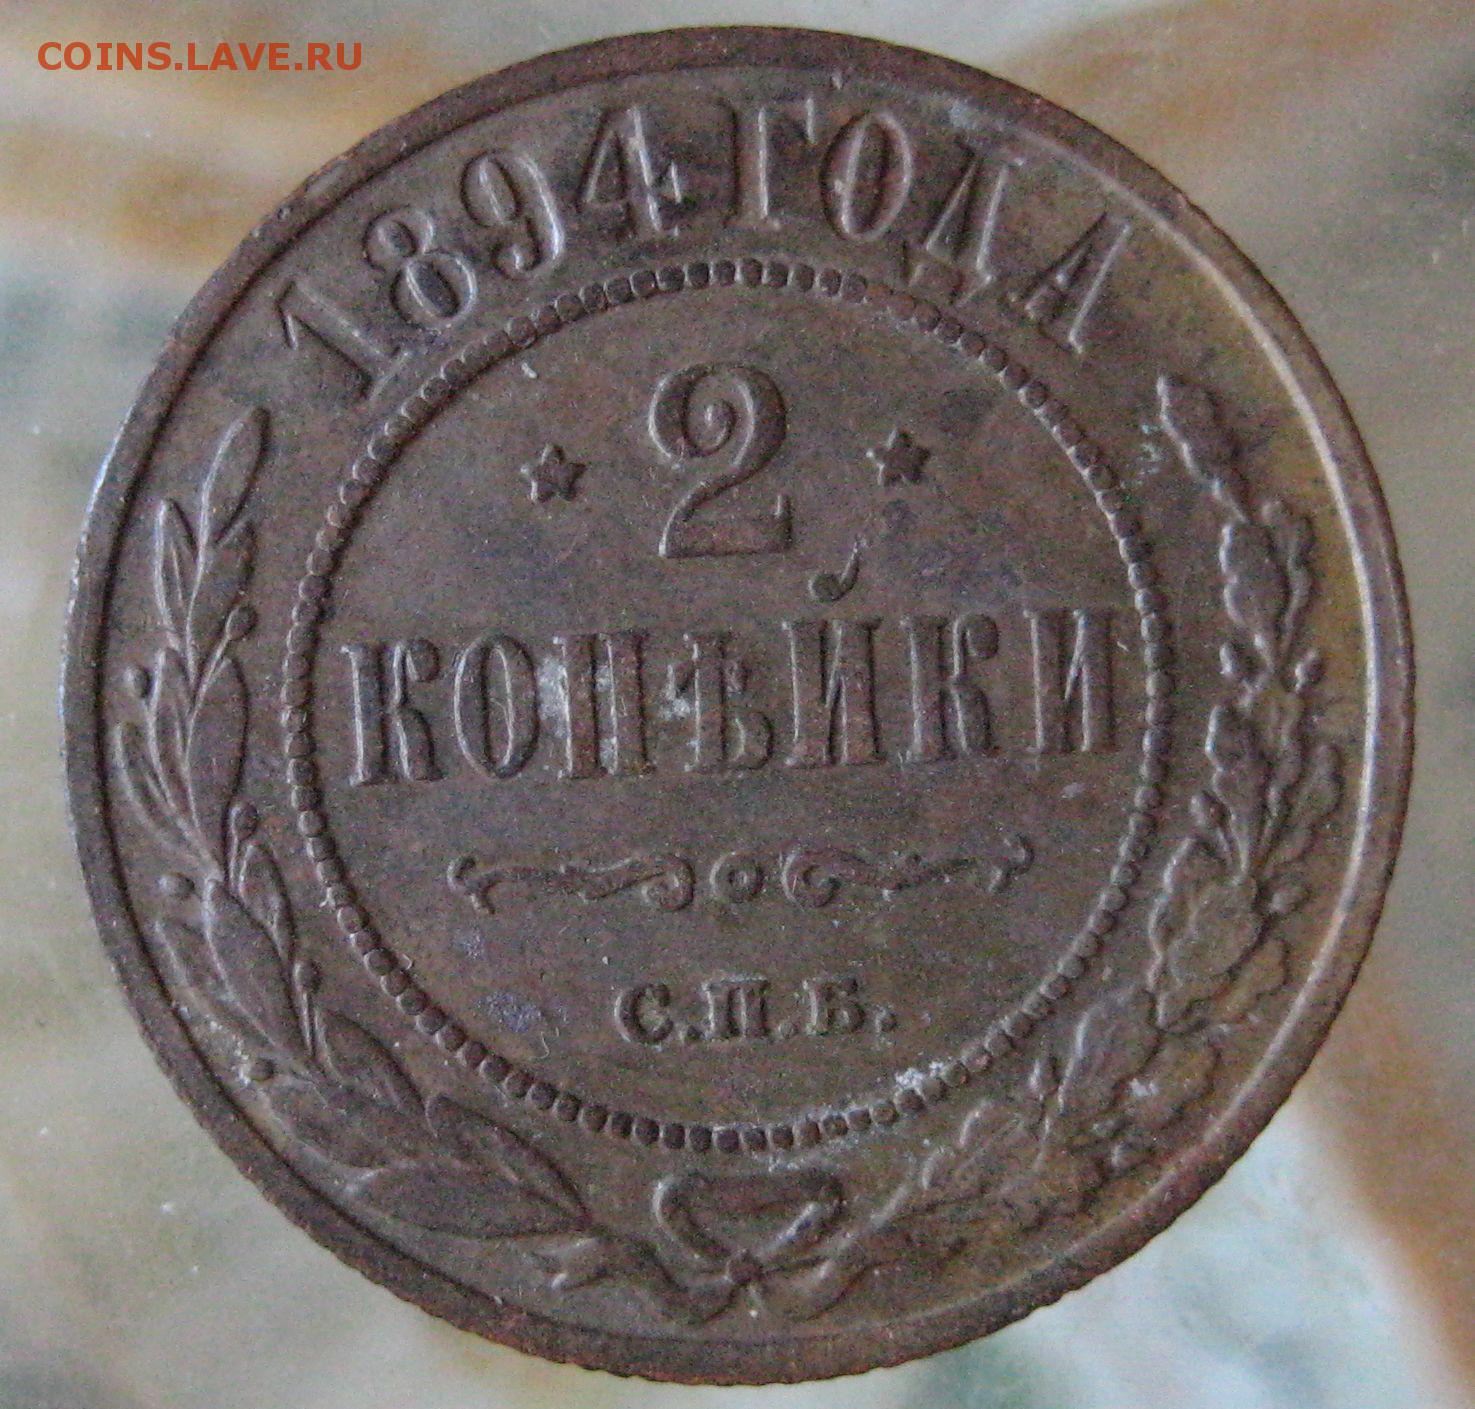 COINS.LAVE.RU
1894 ГОДА
2
КОПѢЙКИ
С.П.Б.